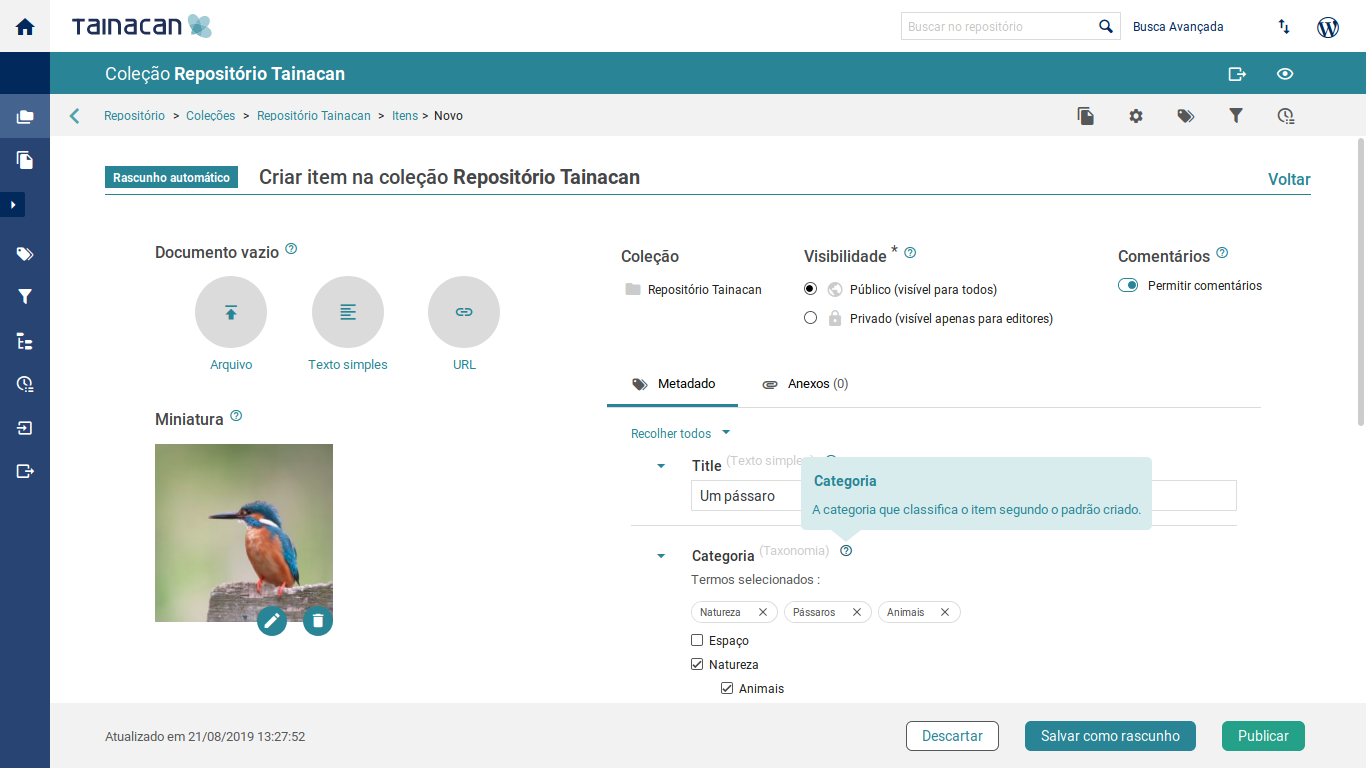 TAINACAN
Buscar no repositório
Busca Avançada
Coleção Repositório Tainacan
Repositório > Coleções > Repositório Tainacan > Itens > Novo
Rascunho automático
Criar item na coleção Repositório Tainacan
Voltar
Documento vazio
Arquivo
Texto simples
URL
Miniatura
Coleção
Repositório Tainacan
Visibilidade *
Público (visível para todos)
Privado (visível apenas para editores)
Comentários
Permitir comentários
Metadado
Anexos (0)
Recolher todos
Title (Texto simples)
Um pássaro
Categoria
A categoria que classifica o item segundo o padrão criado.
Categoria (Taxonomia)
Termos selecionados :
Natureza
Pássaros
Animais
Espaço
Natureza
Animais
Atualizado em 21/08/2019 13:27:52
Descartar
Salvar como rascunho
Publicar